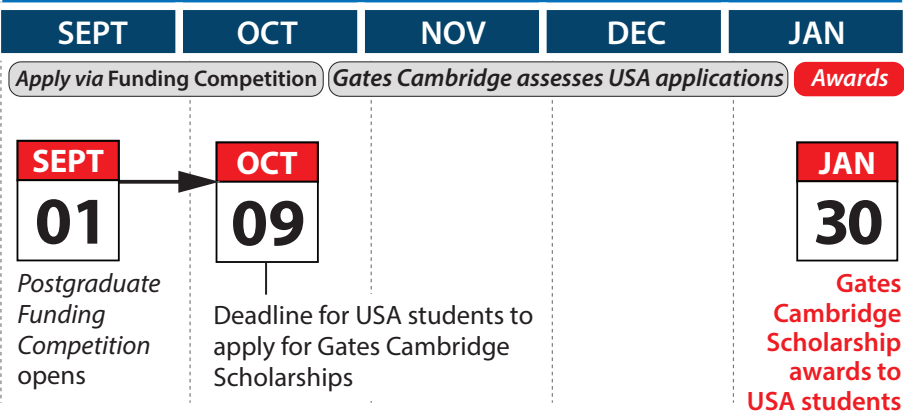 SEPT OCT NOV DEC JAN
Apply via Funding Competition Gates Cambridge assesses USA applications Awards
SEPT
01
Postgraduate
Funding
Competition
opens
OCT
09
Deadline for USA students to
apply for Gates Cambridge
Scholarships
JAN
30
Gates
Cambridge
Scholarship
awards to
USA students